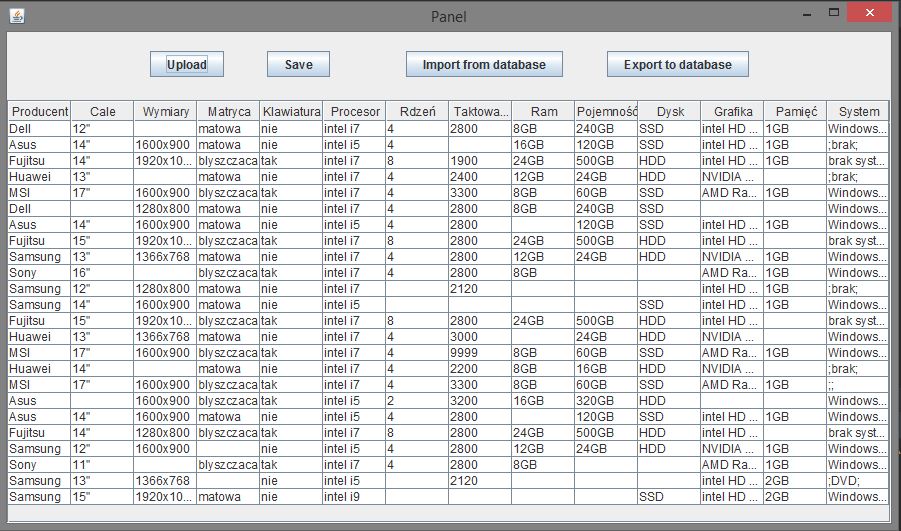 Panel
Upload Save Import from database Export to database
Producent Cale Wymiary Matryca Klawiatura Procesor Rdzeń Taktowa... Ram Pojemność Dysk Grafika Pamięć System
Dell 12" matowa nie intel i7 4 2800 8GB 240GB SSD intel HD ... 1GB Windows...
Asus 14" 1600x900 matowa nie intel i5 4 16GB 120GB SSD intel HD ... 1GB ;brak;
Fujitsu 14" 1920x10... blyszczaca tak intel i7 8 1900 24GB 500GB HDD intel HD ... 1GB brak syst...
Huawei 13" matowa nie intel i7 4 2400 12GB 24GB HDD NVIDIA ... ;brak;
MSI 17" 1600x900 blyszczaca tak intel i7 4 3300 8GB 60GB SSD AMD Ra... 1GB Windows...
Dell 1280x800 matowa nie intel i7 4 2800 8GB 240GB SSD Windows...
Asus 14" 1600x900 matowa nie intel i5 4 2800 120GB SSD intel HD ... 1GB Windows...
Fujitsu 15" 1920x10... blyszczaca tak intel i7 8 2800 24GB 500GB HDD intel HD ... brak syst...
Samsung 13" 1366x768 matowa nie intel i7 4 2800 12GB 24GB HDD NVIDIA ... 1GB Windows...
Sony 16" blyszczaca tak intel i7 4 2800 8GB AMD Ra... 1GB Windows...
Samsung 12" 1280x800 matowa nie intel i7 2120 intel HD ... 1GB ;brak;
Samsung 14" 1600x900 matowa nie intel i5 SSD intel HD ... 1GB Windows...
Fujitsu 15" 1920x10... blyszczaca tak intel i7 8 2800 24GB 500GB HDD intel HD ... brak syst...
Huawei 13" 1366x768 matowa nie intel i7 4 3000 24GB HDD NVIDIA ... Windows...
MSI 17" 1600x900 blyszczaca tak intel i7 4 9999 8GB 60GB SSD AMD Ra... 1GB Windows...
Huawei 14" matowa nie intel i7 4 2200 8GB 16GB HDD NVIDIA ... ;brak;
MSI 17" 1600x900 blyszczaca tak intel i7 4 3300 8GB 60GB SSD AMD Ra... 1GB ;;
Asus 1600x900 blyszczaca tak intel i5 2 3200 16GB 320GB HDD Windows...
Asus 14" 1600x900 matowa nie intel i5 4 2800 120GB SSD intel HD ... 1GB Windows...
Fujitsu 14" 1280x800 blyszczaca tak intel i7 8 2800 24GB 500GB HDD intel HD ... brak syst...
Samsung 12" 1600x900 nie intel i5 4 2800 12GB 24GB HDD NVIDIA ... 1GB Windows...
Sony 11" blyszczaca tak intel i7 4 2800 8GB AMD Ra... 1GB Windows...
Samsung 13" 1366x768 nie intel i5 2120 intel HD ... 2GB ;DVD;
Samsung 15" 1920x10... matowa nie intel i9 SSD intel HD ... 2GB Windows...